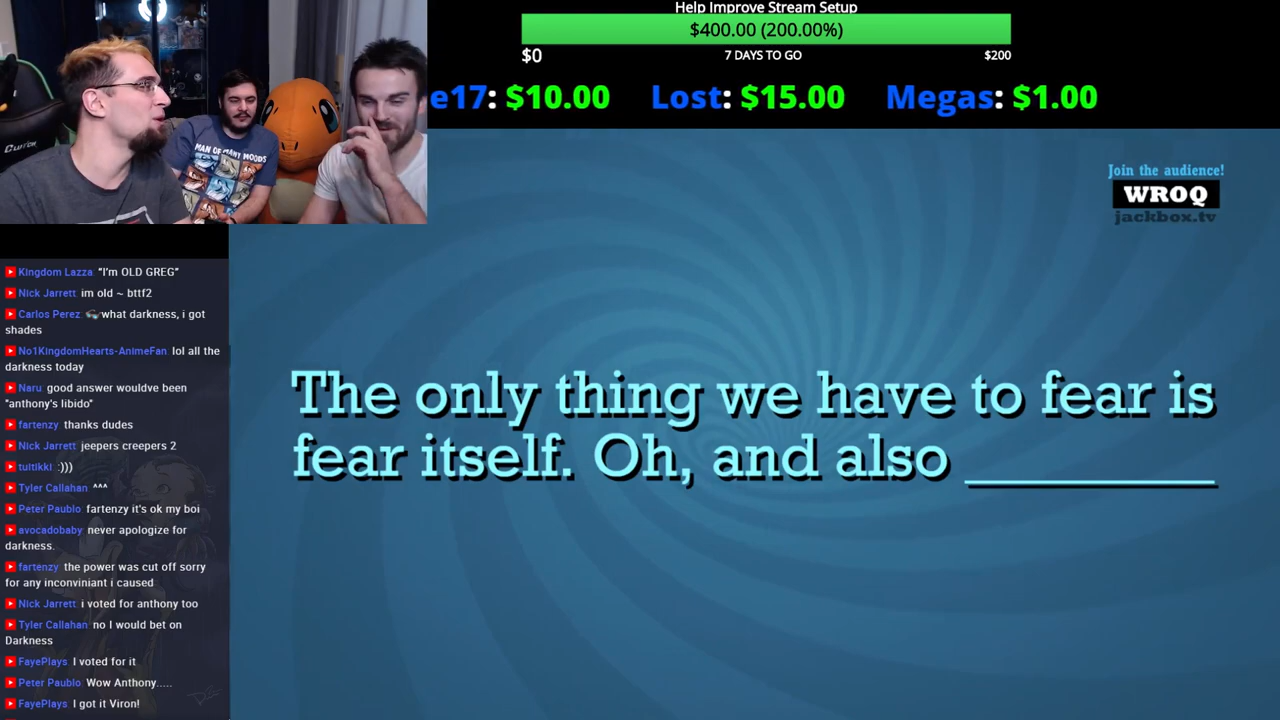 Help Improve Stream Setup
$400.00 (200.00%)
$0
7 DAYS TO GO
$200
e17: $10.00 Lost: $15.00 Megas: $1.00
MAN OF MANY MOODS
Join the audience!
WROQ
jackbox.tv
The only thing we have to fear is
fear itself. Oh, and also
Kingdom Lazza "I'm OLD GREG"
Nick Jarrett im old ~ bttf2
Carlos Perez what darkness, i got
shades
No1KingdomHearts-AnimeFan lol all the
darkness today
Naru good answer wouldve been
"anthony's libido"
fartenzy thanks dudes
Nick Jarrett jeepers creepers 2
tuitikki :)))
Tyler Callahan ^^^
Peter Paublo fartenzy it's ok my boi
avocadobaby never apologize for
darkness.
fartenzy the power was cut off sorry
for any inconviniant i caused
Nick Jarrett i voted for anthony too
Tyler Callahan no I would bet on
Darkness
FayePlays I voted for it
Peter Paublo Wow Anthony.....
FayePlays I got it Viron!